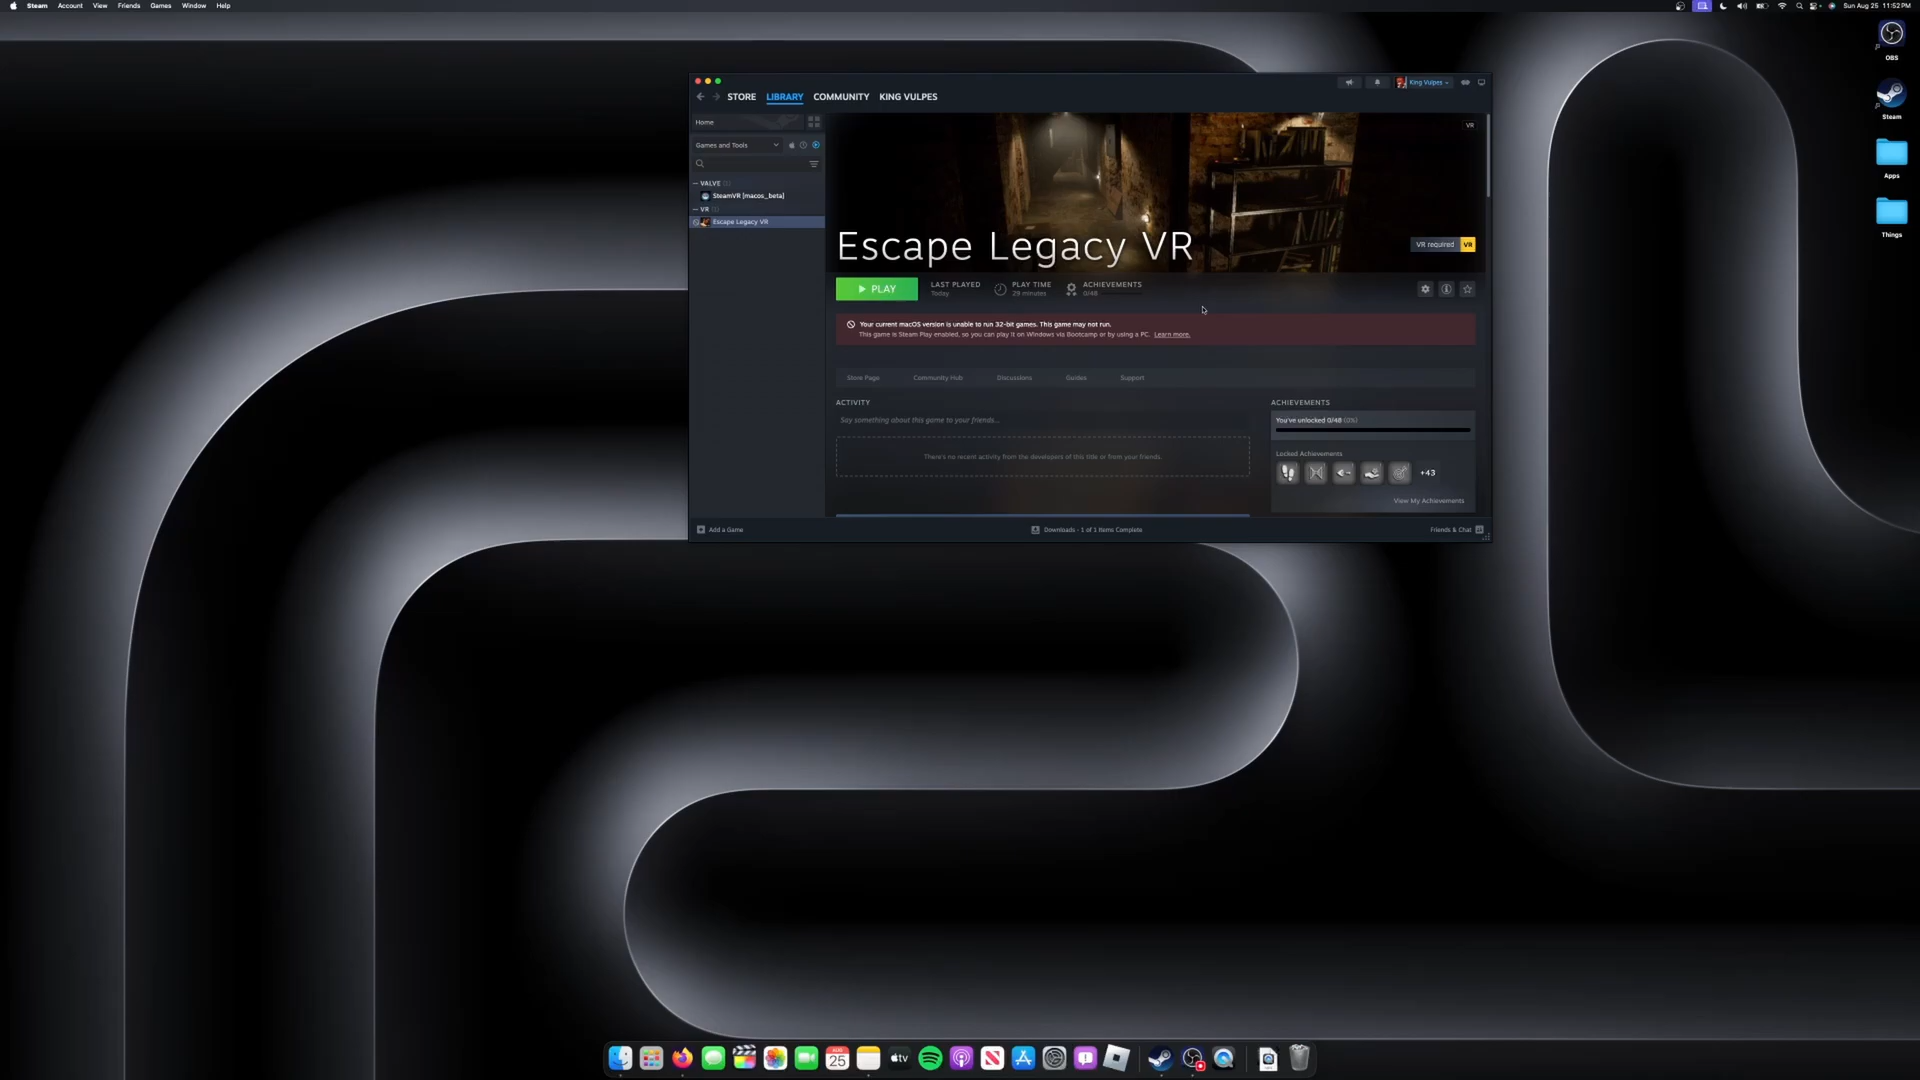 Steam Account View Friends Games Window Help
Sun Aug 25 11:52 PM
OBS
Steam
Apps
Things
King Vulpes
STORE LIBRARY COMMUNITY KING VULPES
Home
Games and Tools
VALVE
SteamVR [macos_beta]
VR
Escape Legacy VR
VR
Escape Legacy VR
VR required VR
PLAY
LAST PLAYED
Today
PLAY TIME
29 minutes
ACHIEVEMENTS
0/48
Your current macOS version is unable to run 32-bit games. This game may not run.
This game is Steam Play enabled, so you can play it on Windows via Bootcamp or by using a PC. Learn more.
Store Page Community Hub Discussions Guides Support
ACTIVITY
Say something about this game to your friends...
There's no recent activity from the developers of this title or from your friends.
ACHIEVEMENTS
You've unlocked 0/48 (0%)
Locked Achievements
+43
View My Achievements
Add a Game
Downloads - 1 of 1 Items Complete
Friends & Chat
AUG
25
tv